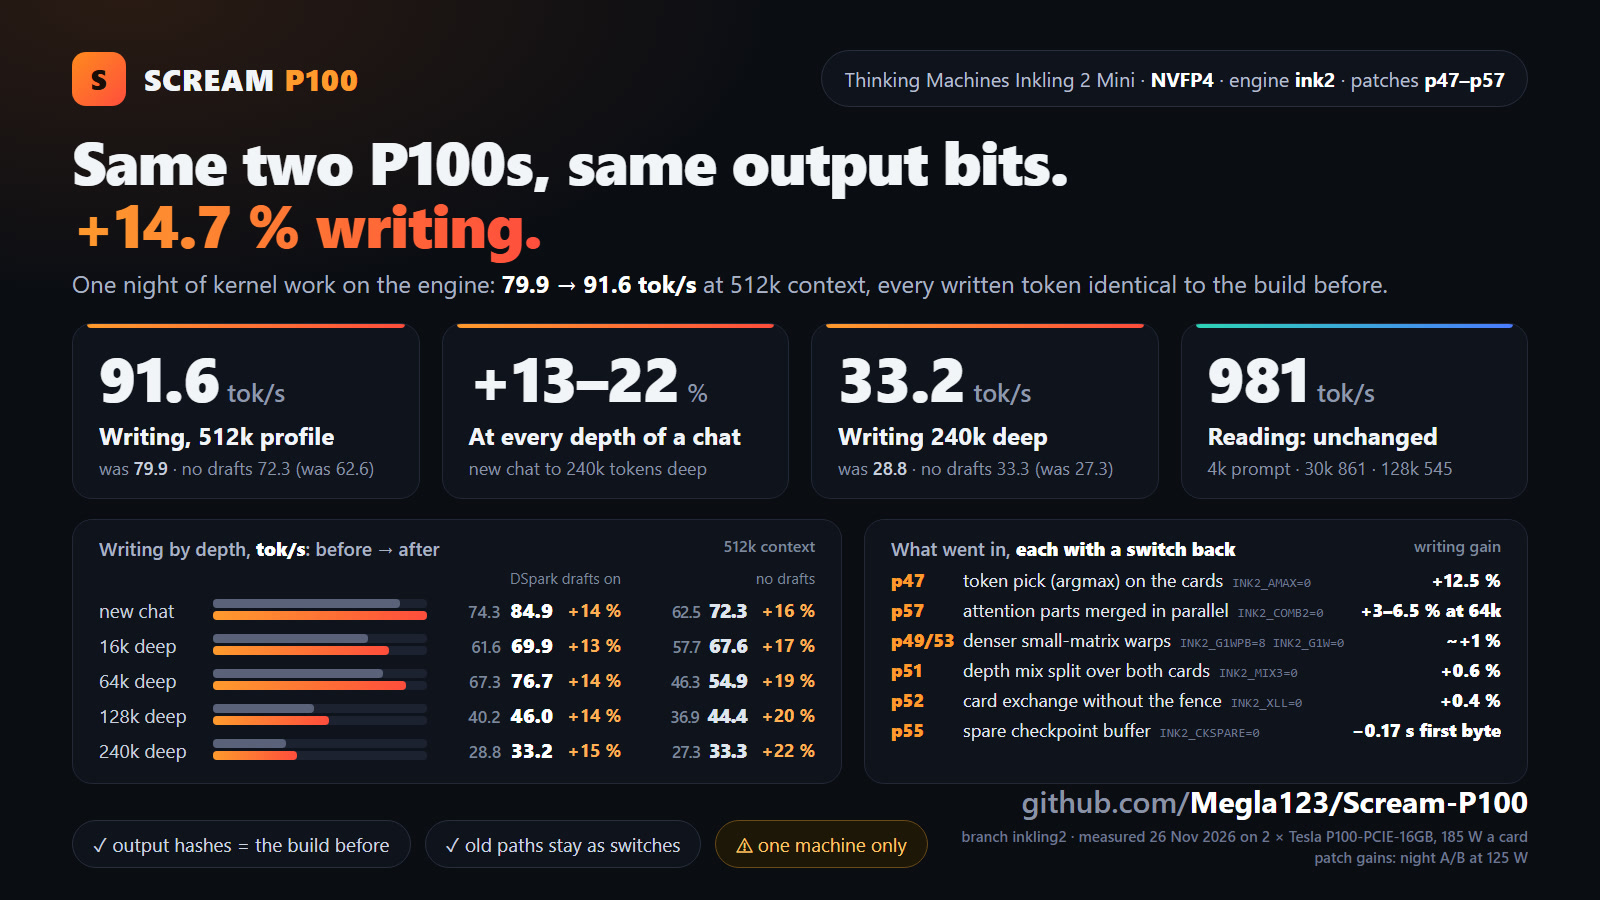 S SCREAM P100
Thinking Machines Inkling 2 Mini · NVFP4 · engine ink2 · patches p47–p57
Same two P100s, same output bits.
+14.7 % writing.
One night of kernel work on the engine: 79.9 → 91.6 tok/s at 512k context, every written token identical to the build before.
91.6 tok/s
Writing, 512k profile
was 79.9 · no drafts 72.3 (was 62.6)
+13–22 %
At every depth of a chat
new chat to 240k tokens deep
33.2 tok/s
Writing 240k deep
was 28.8 · no drafts 33.3 (was 27.3)
981 tok/s
Reading: unchanged
4k prompt · 30k 861 · 128k 545
Writing by depth, tok/s: before → after 512k context
DSpark drafts on no drafts
new chat 74.3 84.9 +14 % 62.5 72.3 +16 %
16k deep 61.6 69.9 +13 % 57.7 67.6 +17 %
64k deep 67.3 76.7 +14 % 46.3 54.9 +19 %
128k deep 40.2 46.0 +14 % 36.9 44.4 +20 %
240k deep 28.8 33.2 +15 % 27.3 33.3 +22 %
What went in, each with a switch back writing gain
p47 token pick (argmax) on the cards INK2_AMAX=0 +12.5 %
p57 attention parts merged in parallel INK2_COMB2=0 +3–6.5 % at 64k
p49/53 denser small-matrix warps INK2_G1WPB=8 INK2_G1W=0 ~+1 %
p51 depth mix split over both cards INK2_MIX3=0 +0.6 %
p52 card exchange without the fence INK2_XLL=0 +0.4 %
p55 spare checkpoint buffer INK2_CKSPARE=0 −0.17 s first byte
✓ output hashes = the build before
✓ old paths stay as switches
⚠ one machine only
github.com/Megla123/Scream-P100
branch inkling2 · measured 26 Nov 2026 on 2 × Tesla P100-PCIE-16GB, 185 W a card
patch gains: night A/B at 125 W